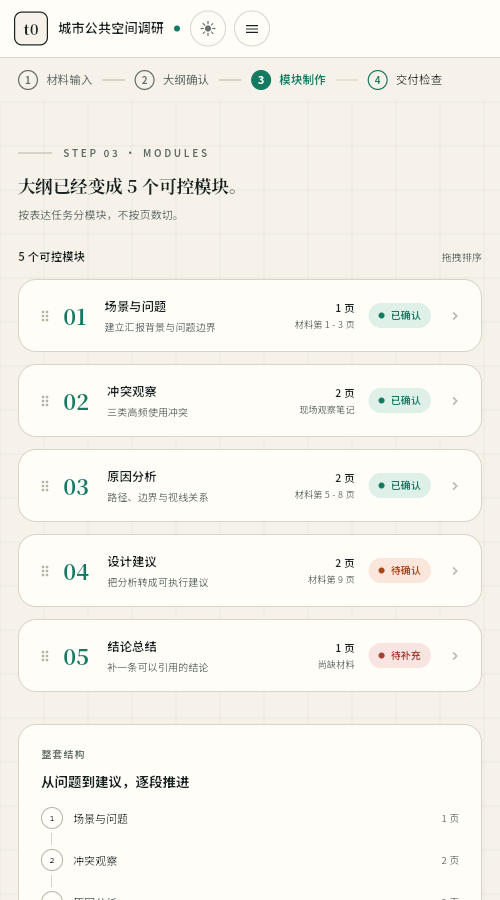 t0 城市公共空间调研
1 材料输入 2 大纲确认 3 模块制作 4 交付检查
STEP 03 • MODULES
大纲已经变成 5 个可控模块。
按表达任务分模块，不按页数切。
5 个可控模块 拖拽排序
01 场景与问题 1 页 已确认
建立汇报背景与问题边界 材料第 1 - 3 页
02 冲突观察 2 页 已确认
三类高频使用冲突 现场观察笔记
03 原因分析 2 页 已确认
路径、边界与视线关系 材料第 5 - 8 页
04 设计建议 2 页 待确认
把分析转成可执行建议 材料第 9 页
05 结论总结 1 页 待补充
补一条可以引用的结论 尚缺材料
整套结构
从问题到建议，逐段推进
1 场景与问题 1 页
2 冲突观察 2 页